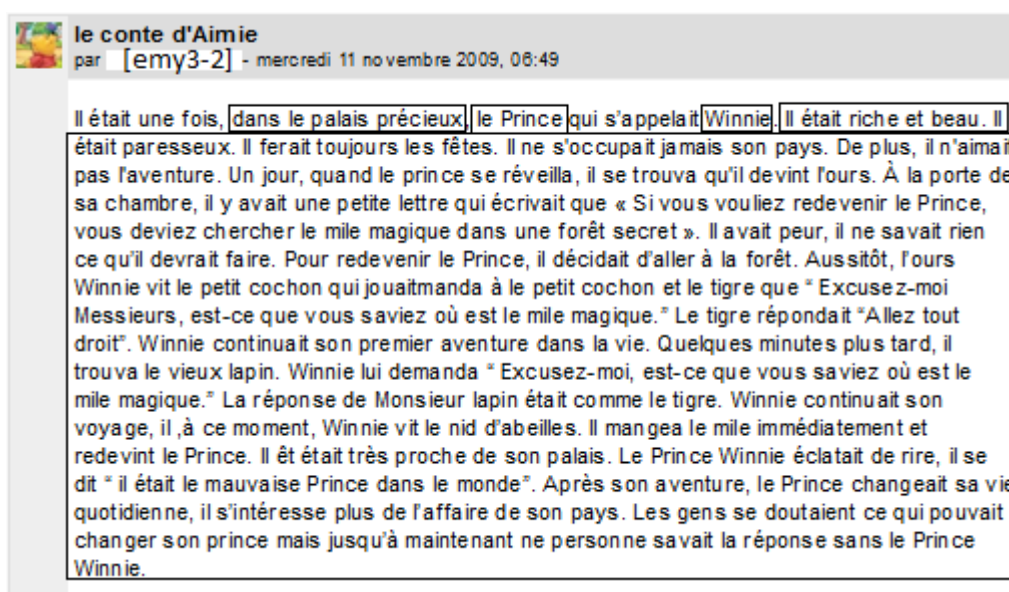 le conte d'Aimie
par [emy3-2] - mercredi 11 novembre 2009, 06:49
Il était une fois, dans le palais précieux, le Prince qui s'appelait Winnie. Il était riche et beau. Il
était paresseux. Il ferait toujours les fêtes. Il ne s'occupait jamais son pays. De plus, il n'aimait
pas l'aventure. Un jour, quand le prince se réveilla, il se trouva qu'il devint l'ours. À la porte de
sa chambre, il y avait une petite lettre qui écrivait que « Si vous vouliez redevenir le Prince,
vous deviez chercher le mile magique dans une forêt secret ». Il avait peur, il ne savait rien
ce qu'il devrait faire. Pour redevenir le Prince, il décidait d'aller à la forêt. Aussitôt, l'ours
Winnie vit le petit cochon qui jouaitmanda à le petit cochon et le tigre que “ Excusez-moi
Messieurs, est-ce que vous saviez où est le mile magique.” Le tigre répondait “Allez tout
droit”. Winnie continuait son premier aventure dans la vie. Quelques minutes plus tard, il
trouva le vieux lapin. Winnie lui demanda “ Excusez-moi, est-ce que vous saviez où est le
mile magique.” La réponse de Monsieur lapin était comme le tigre. Winnie continuait son
voyage, il ,à ce moment, Winnie vit le nid d'abeilles. Il mangea le mile immédiatement et
redevint le Prince. Il êt était très proche de son palais. Le Prince Winnie éclatait de rire, il se
dit “ il était le mauvaise Prince dans le monde”. Après son aventure, le Prince changeait sa vie
quotidienne, il s'intéresse plus de l'affaire de son pays. Les gens se doutaient ce qui pouvait
changer son prince mais jusqu'à maintenant ne personne savait la réponse sans le Prince
Winnie.